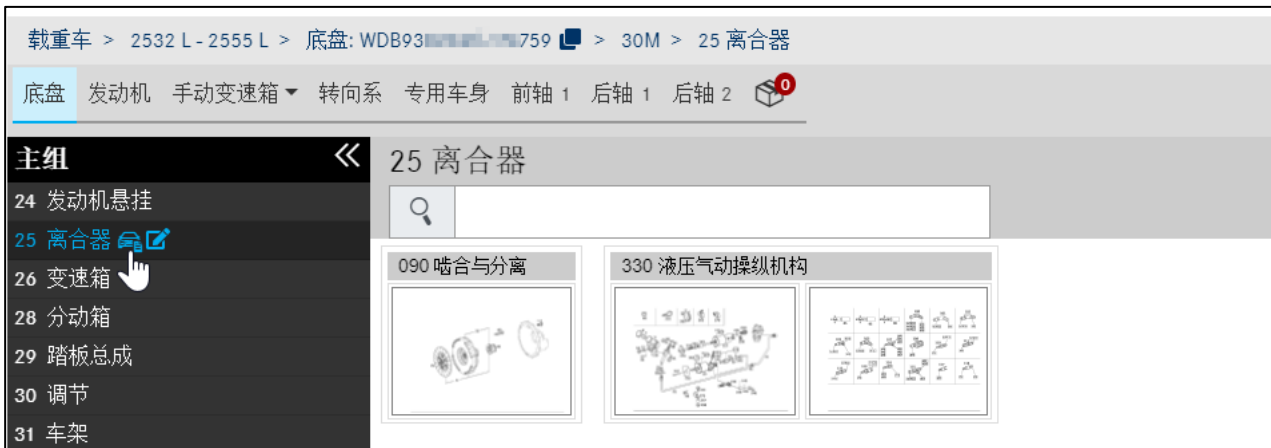 载重车 > 2532 L - 2555 L > 底盘: WDB93 759 > 30M > 25 离合器
底盘 发动机 手动变速箱 转向系 专用车身 前轴 1 后轴 1 后轴 2 0
主组
24 发动机悬挂
25 离合器
26 变速箱
28 分动箱
29 踏板总成
30 调节
31 车架
25 离合器
090 啮合与分离
330 液压气动操纵机构